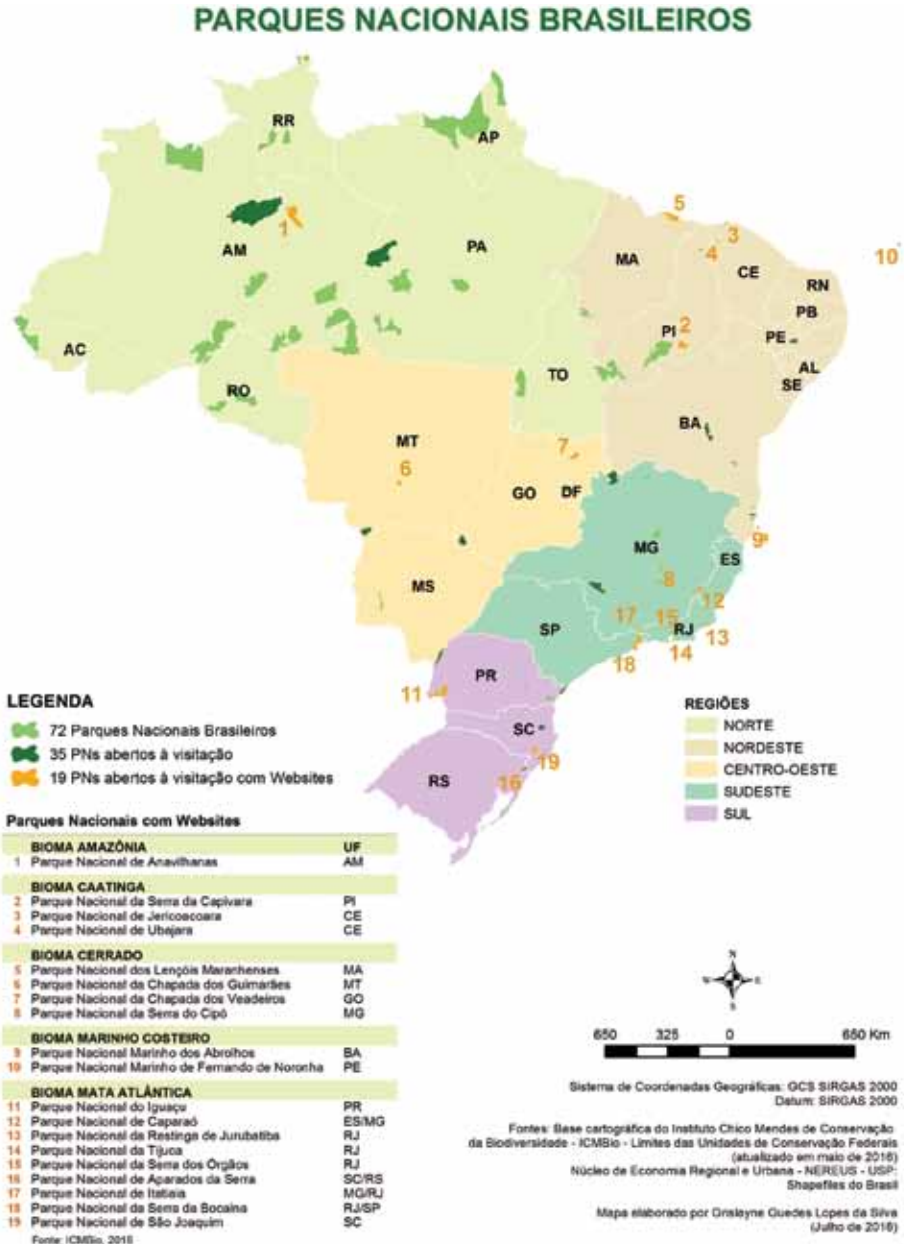 PARQUES NACIONAIS BRASILEIROS
RR
AP
AM
PA
MA
CE
RN
PB
PE
AL
SE
PI
AC
RO
TO
BA
MT
GO
DF
MG
ES
MS
SP
RJ
PR
SC
RS
1
2
3
4
5
6
7
8
9
10
11
12
13
14
15
16
17
18
19
LEGENDA
72 Parques Nacionais Brasileiros
35 PNs abertos à visitação
19 PNs abertos à visitação com Websites
REGIÕES
NORTE
NORDESTE
CENTRO-OESTE
SUDESTE
SUL
Parques Nacionais com Websites
BIOMA AMAZÔNIA UF
1 Parque Nacional de Anavilhanas AM
BIOMA CAATINGA
2 Parque Nacional da Serra da Capivara PI
3 Parque Nacional de Jericoacoara CE
4 Parque Nacional de Ubajara CE
BIOMA CERRADO
5 Parque Nacional dos Lençóis Maranhenses MA
6 Parque Nacional da Chapada dos Guimarães MT
7 Parque Nacional da Chapada dos Veadeiros GO
8 Parque Nacional da Serra do Cipó MG
BIOMA MARINHO COSTEIRO
9 Parque Nacional Marinho dos Abrolhos BA
10 Parque Nacional Marinho de Fernando de Noronha PE
BIOMA MATA ATLÂNTICA
11 Parque Nacional do Iguaçu PR
12 Parque Nacional de Caparaó ES/MG
13 Parque Nacional da Restinga de Jurubatiba RJ
14 Parque Nacional da Tijuca RJ
15 Parque Nacional da Serra dos Órgãos RJ
16 Parque Nacional de Aparados da Serra SC/RS
17 Parque Nacional de Itatiaia MG/RJ
18 Parque Nacional da Serra da Bocaina RJ/SP
19 Parque Nacional de São Joaquim SC
Fonte: ICMBio, 2016
N
W E
S
650 325 0 650 Km
Sistema de Coordenadas Geográficas: GCS SIRGAS 2000
Datum: SIRGAS 2000
Fontes: Base cartográfica do Instituto Chico Mendes de Conservação
da Biodiversidade - ICMBio - Limites das Unidades de Conservação Federais
(atualizado em maio de 2016)
Núcleo de Economia Regional e Urbana - NEREUS - USP:
Shapefiles do Brasil
Mapa elaborado por Grislayne Guedes Lopes da Silva
(Julho de 2016)